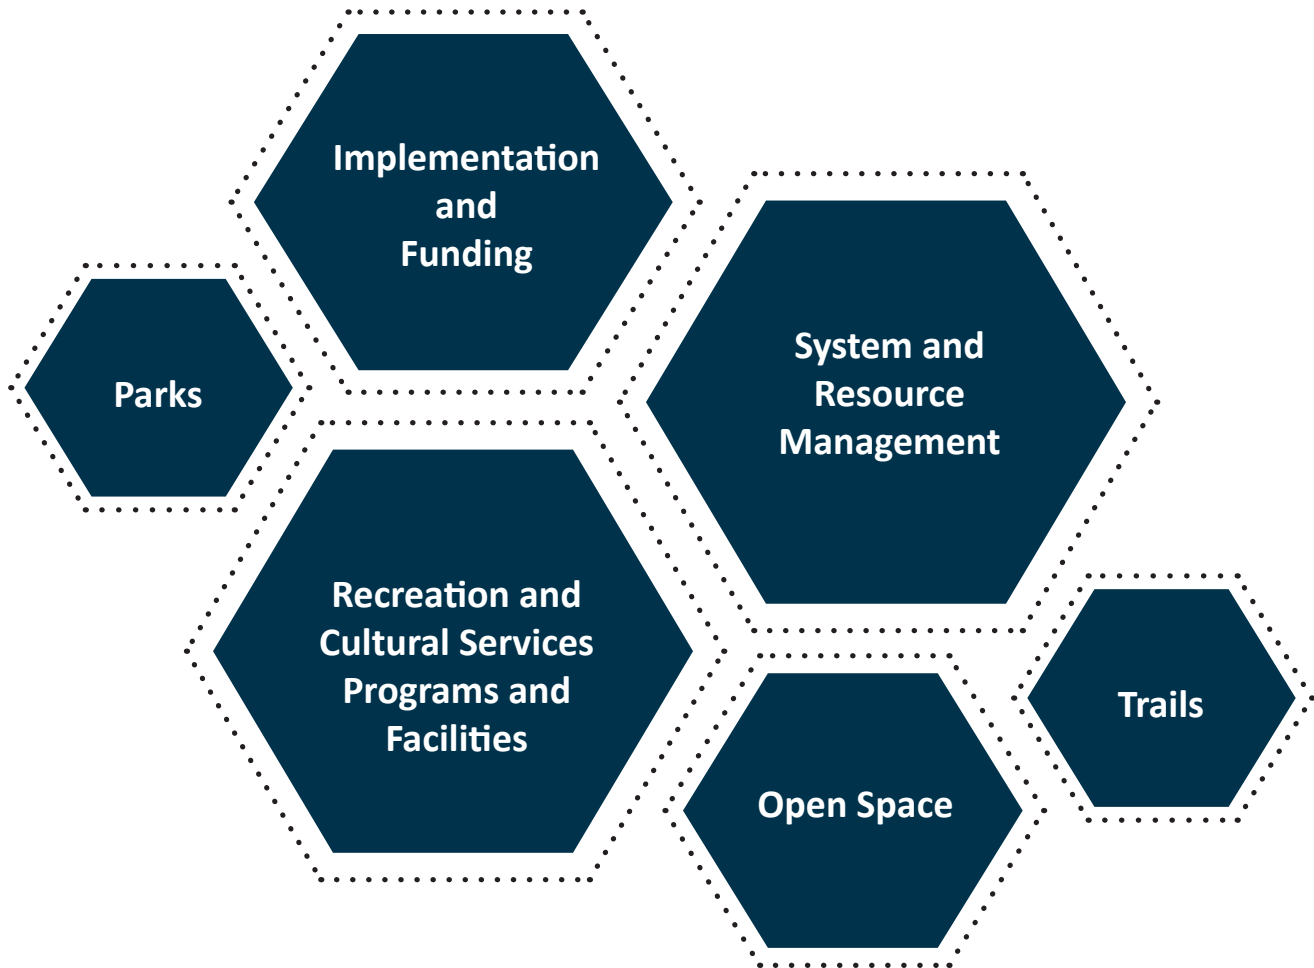 Implementation
and
Funding
System and
Resource
Management
Parks
Recreation and
Cultural Services
Programs and
Facilities
Trails
Open Space